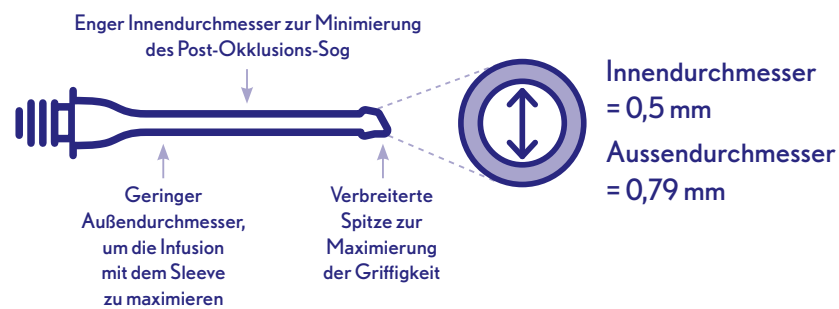 Enger Innendurchmesser zur Minimierung
des Post-Okklusions-Sog
Innendurchmesser
= 0,5 mm
Aussendurchmesser
= 0,79 mm
Geringer
Außendurchmesser,
um die Infusion
mit dem Sleeve
zu maximieren
Verbreiterte
Spitze zur
Maximierung
der Griffigkeit